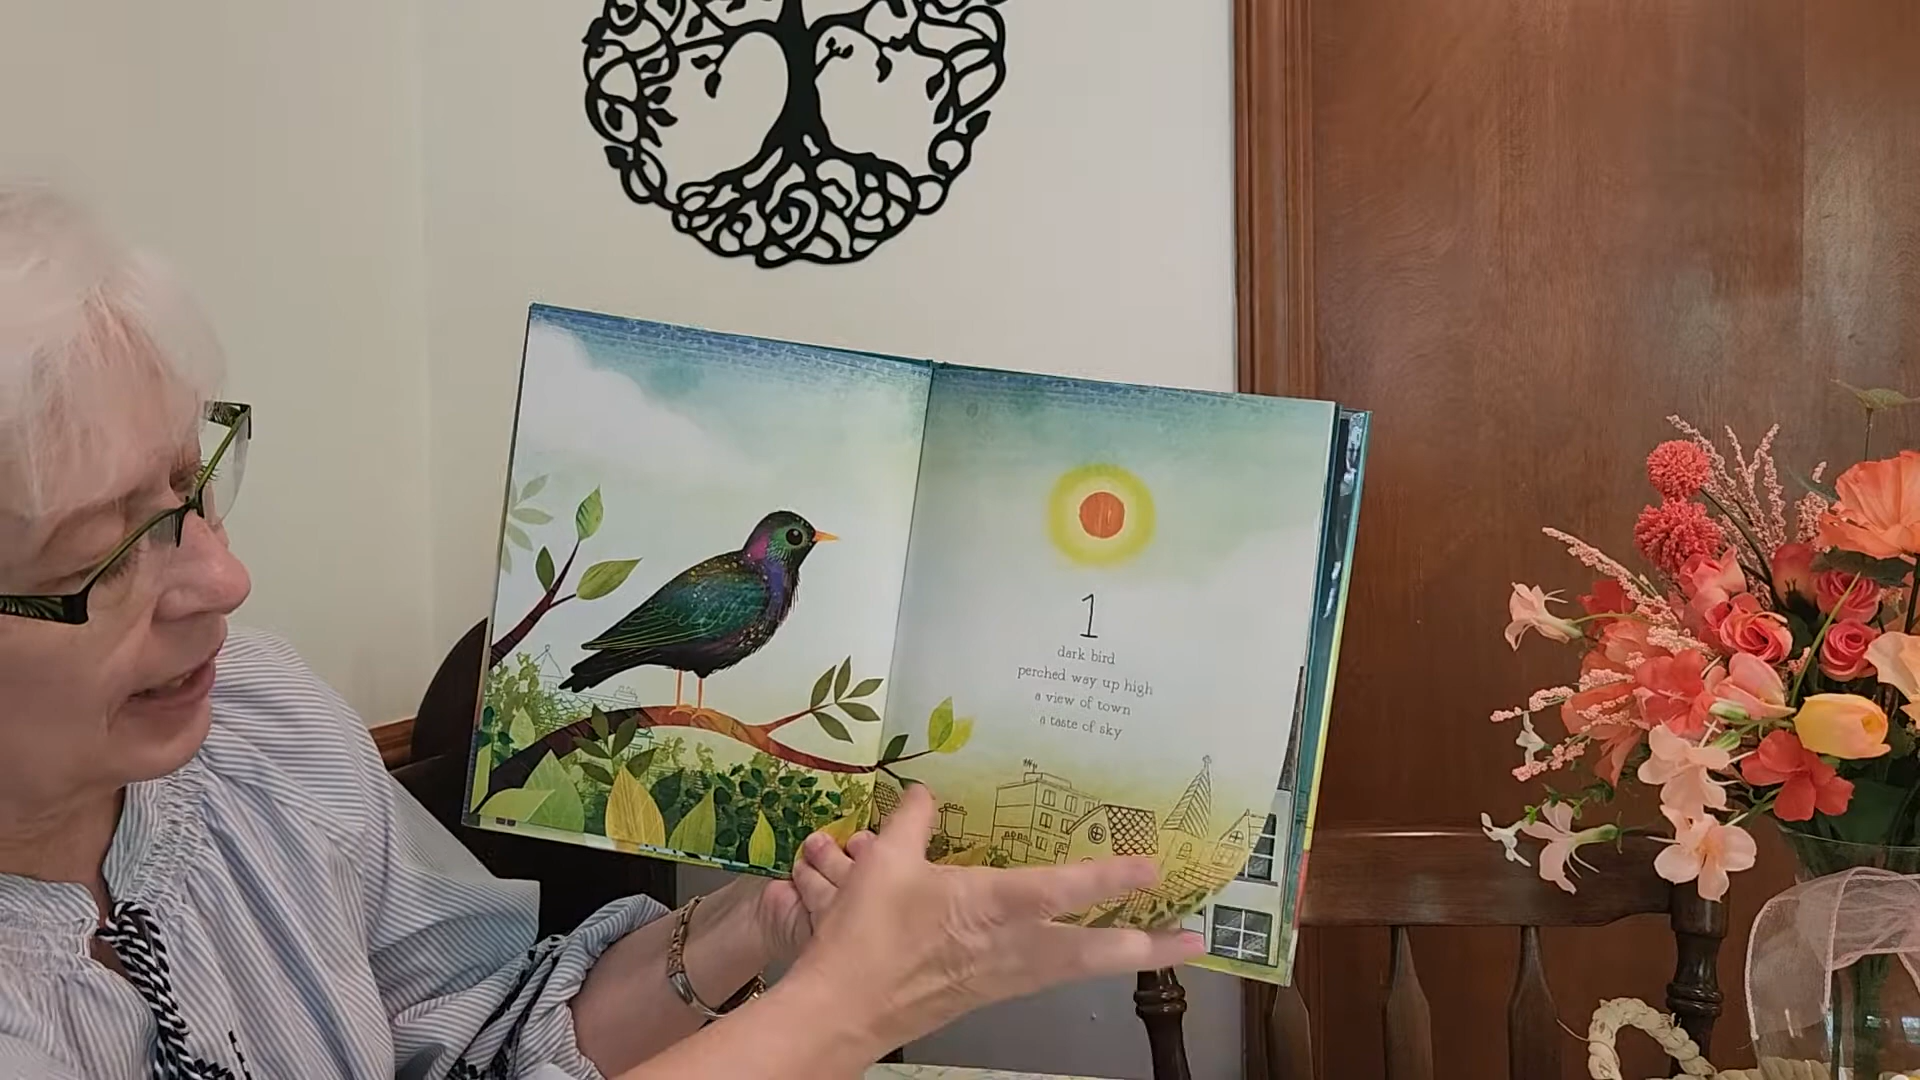 1
dark bird
perched way up high
a view of town
a taste of sky